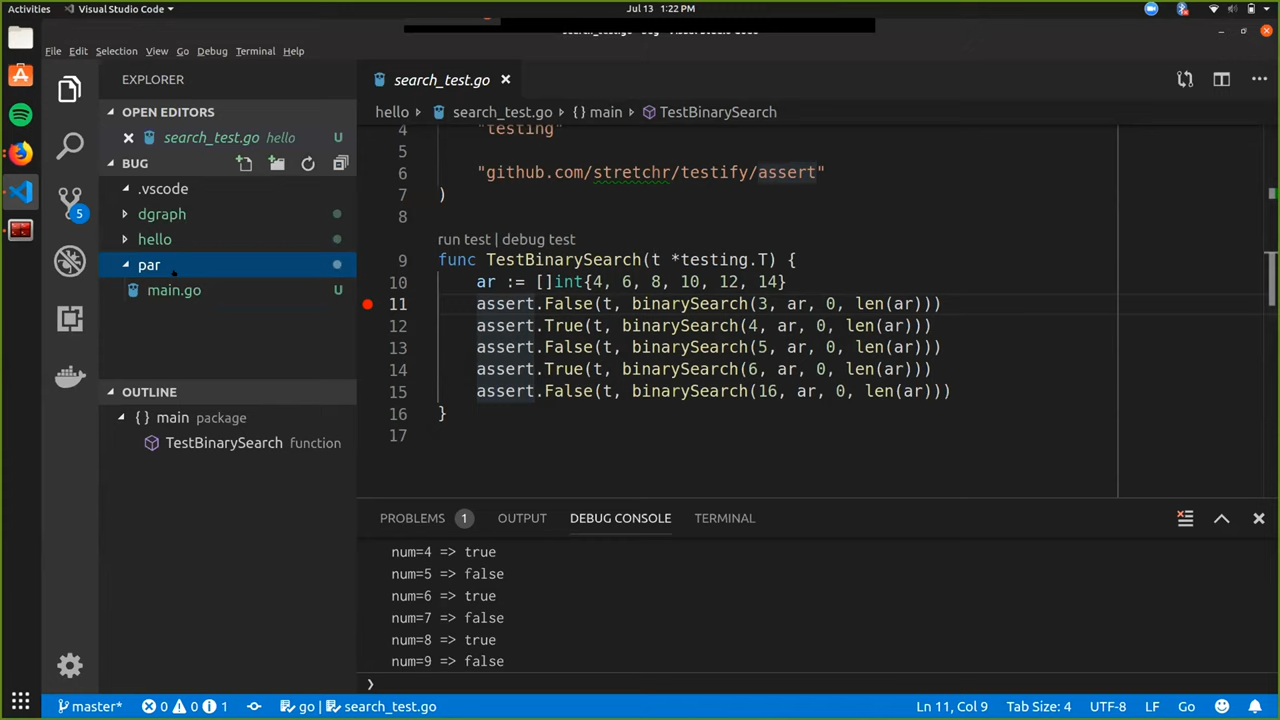 Activities Visual Studio Code Jul 13 1:22 PM
File Edit Selection View Go Debug Terminal Help
EXPLORER
OPEN EDITORS
search_test.go hello U
BUG
.vscode
dgraph
hello
par
main.go U
OUTLINE
{ } main package
TestBinarySearch function
5
search_test.go
hello search_test.go {} main TestBinarySearch
4 "testing"
5
6 "github.com/stretchr/testify/assert"
7 )
8
run test | debug test
9 func TestBinarySearch(t *testing.T) {
10 ar := []int{4, 6, 8, 10, 12, 14}
11 assert.False(t, binarySearch(3, ar, 0, len(ar)))
12 assert.True(t, binarySearch(4, ar, 0, len(ar)))
13 assert.False(t, binarySearch(5, ar, 0, len(ar)))
14 assert.True(t, binarySearch(6, ar, 0, len(ar)))
15 assert.False(t, binarySearch(16, ar, 0, len(ar)))
16 }
17
PROBLEMS 1 OUTPUT DEBUG CONSOLE TERMINAL
num=4 => true
num=5 => false
num=6 => true
num=7 => false
num=8 => true
num=9 => false
master* 0 0 1 go | search_test.go Ln 11, Col 9 Tab Size: 4 UTF-8 LF Go